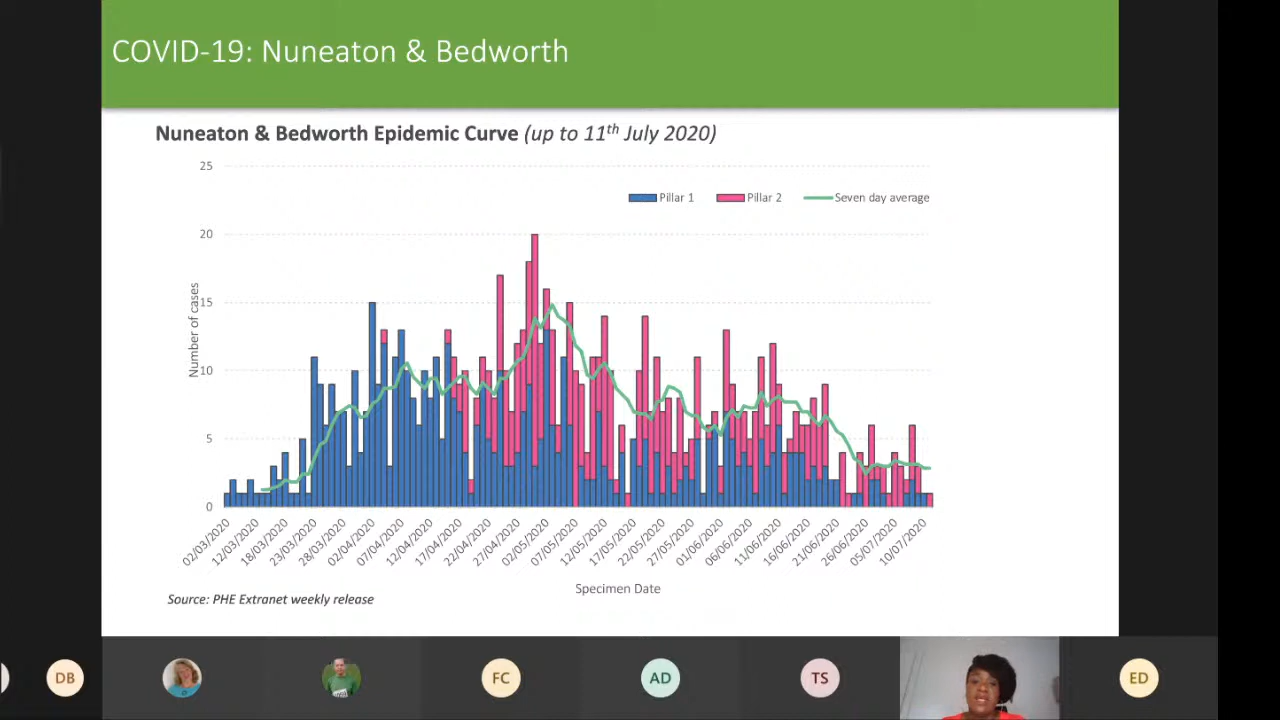 COVID-19: Nuneaton & Bedworth
Nuneaton & Bedworth Epidemic Curve (up to 11th July 2020)
25
20
15
10
5
0
Number of cases
Pillar 1
Pillar 2
Seven day average
02/03/2020
12/03/2020
18/03/2020
23/03/2020
28/03/2020
02/04/2020
07/04/2020
12/04/2020
17/04/2020
22/04/2020
27/04/2020
02/05/2020
07/05/2020
12/05/2020
17/05/2020
22/05/2020
27/05/2020
01/06/2020
06/06/2020
11/06/2020
16/06/2020
21/06/2020
26/06/2020
05/07/2020
10/07/2020
Specimen Date
Source: PHE Extranet weekly release
DB
FC
AD
TS
ED